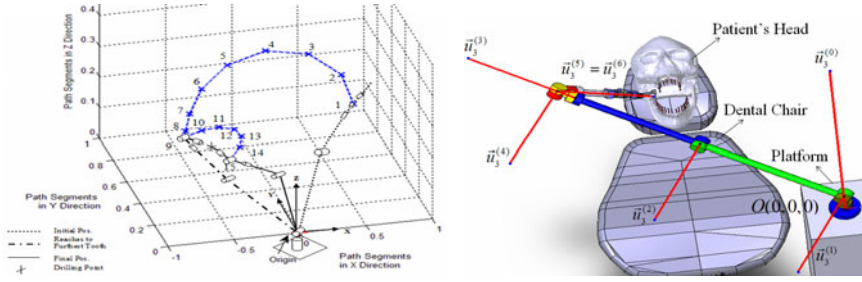 Path Segments in Z Direction
0.4
0.3
0.2
0.1
0
1
0.8
0.6
0.4
0.2
0
-1
-0.5
0
0.5
1
Path Segments
in Y Direction
Path Segments
in X Direction
1
2
3
4
5
6
7
8
9
10
11
12
13
14
Z
Y
X
Origin
Initial Pos.
Reaches to
Furthest Tooth
Final Pos.
Drilling Point
Patient's Head
Dental Chair
Platform
O(0,0,0)
u⃗₃⁽³⁾
u⃗₃⁽⁵⁾ = u⃗₃⁽⁶⁾
u⃗₃⁽⁰⁾
u⃗₃⁽⁴⁾
u⃗₃⁽²⁾
u⃗₃⁽¹⁾